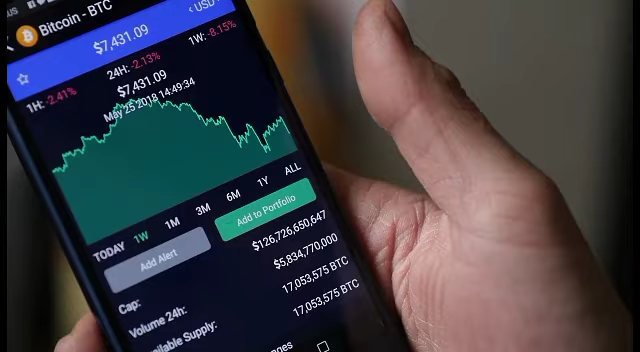 Bitcoin - BTC
$7,431.09
USD
1H: -2.41%
24H: -2.13%
1W: -8.15%
$7,431.09
May 25 2018 14:49:34
TODAY 1W 1M 3M 6M 1Y ALL
Add Alert
Add to Portfolio
Cap:
$126,726,650,647
Volume 24h:
$5,834,770,000
ailable Supply:
17,053,575 BTC
17,053,575 BTC